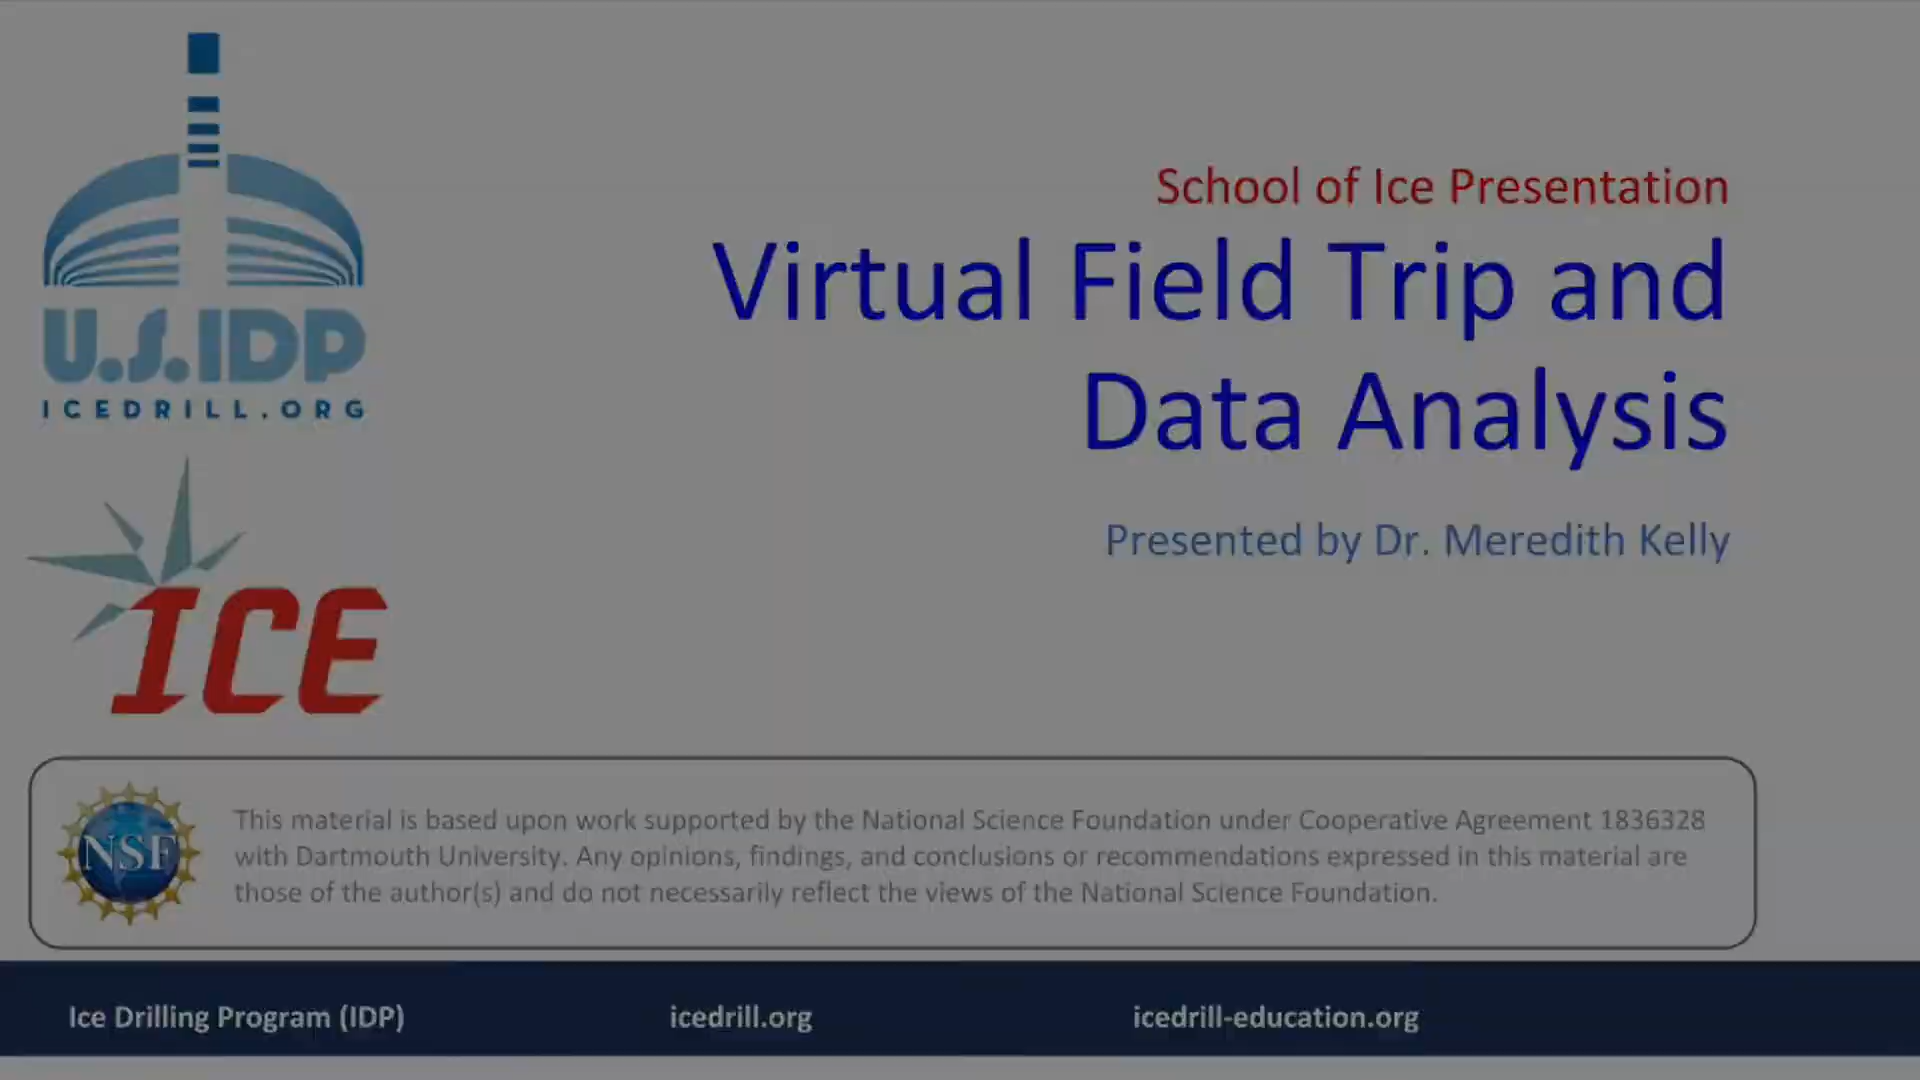 U.S.IDP
ICEDRILL.ORG
ICE
School of Ice Presentation
Virtual Field Trip and
Data Analysis
Presented by Dr. Meredith Kelly
NSF
This material is based upon work supported by the National Science Foundation under Cooperative Agreement 1836328
with Dartmouth University. Any opinions, findings, and conclusions or recommendations expressed in this material are
those of the author(s) and do not necessarily reflect the views of the National Science Foundation.
Ice Drilling Program (IDP)
icedrill.org
icedrill-education.org